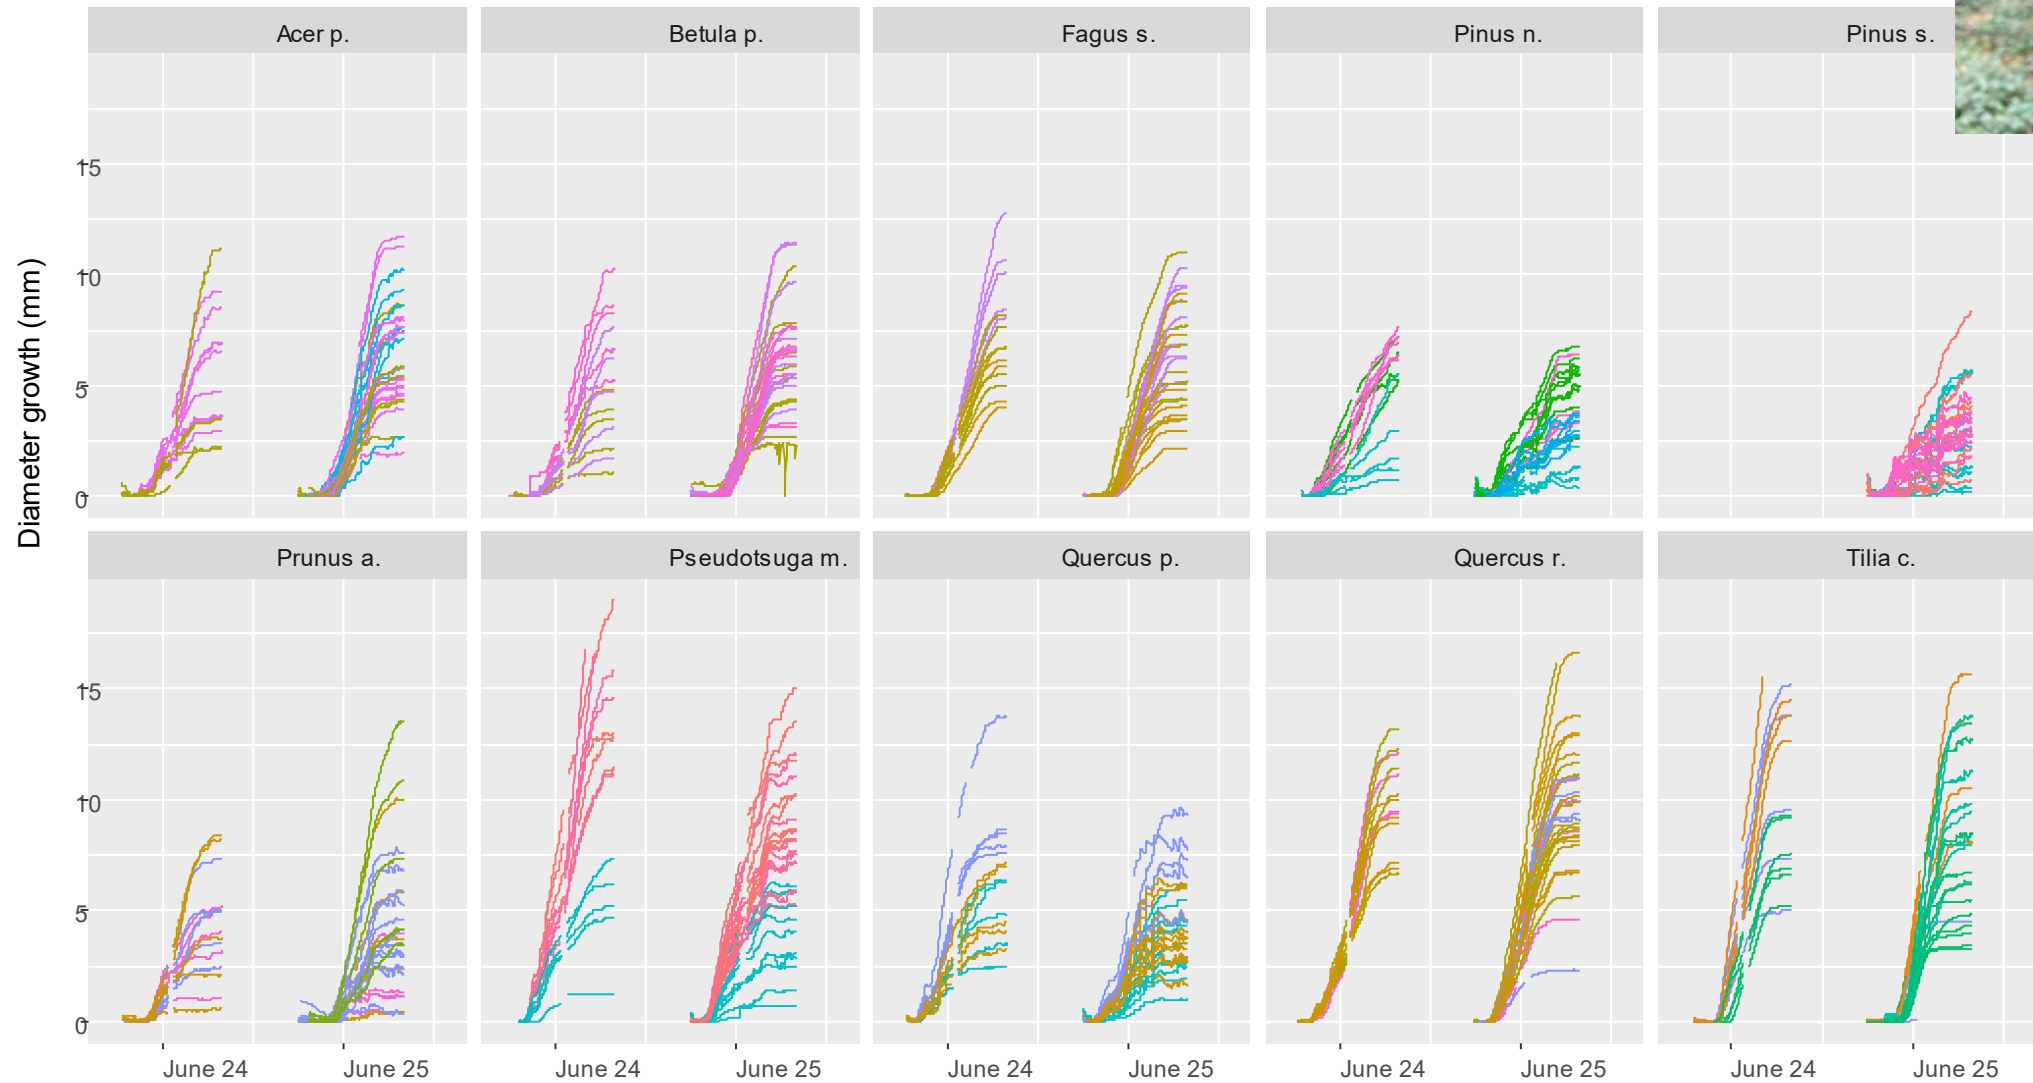 Acer p.
Betula p.
Fagus s.
Pinus n.
Pinus s.
Diameter growth (mm)
15
10
5
0
Prunus a.
Pseudotsuga m.
Quercus p.
Quercus r.
Tilia c.
15
10
5
0
June 24
June 25
June 24
June 25
June 24
June 25
June 24
June 25
June 24
June 25